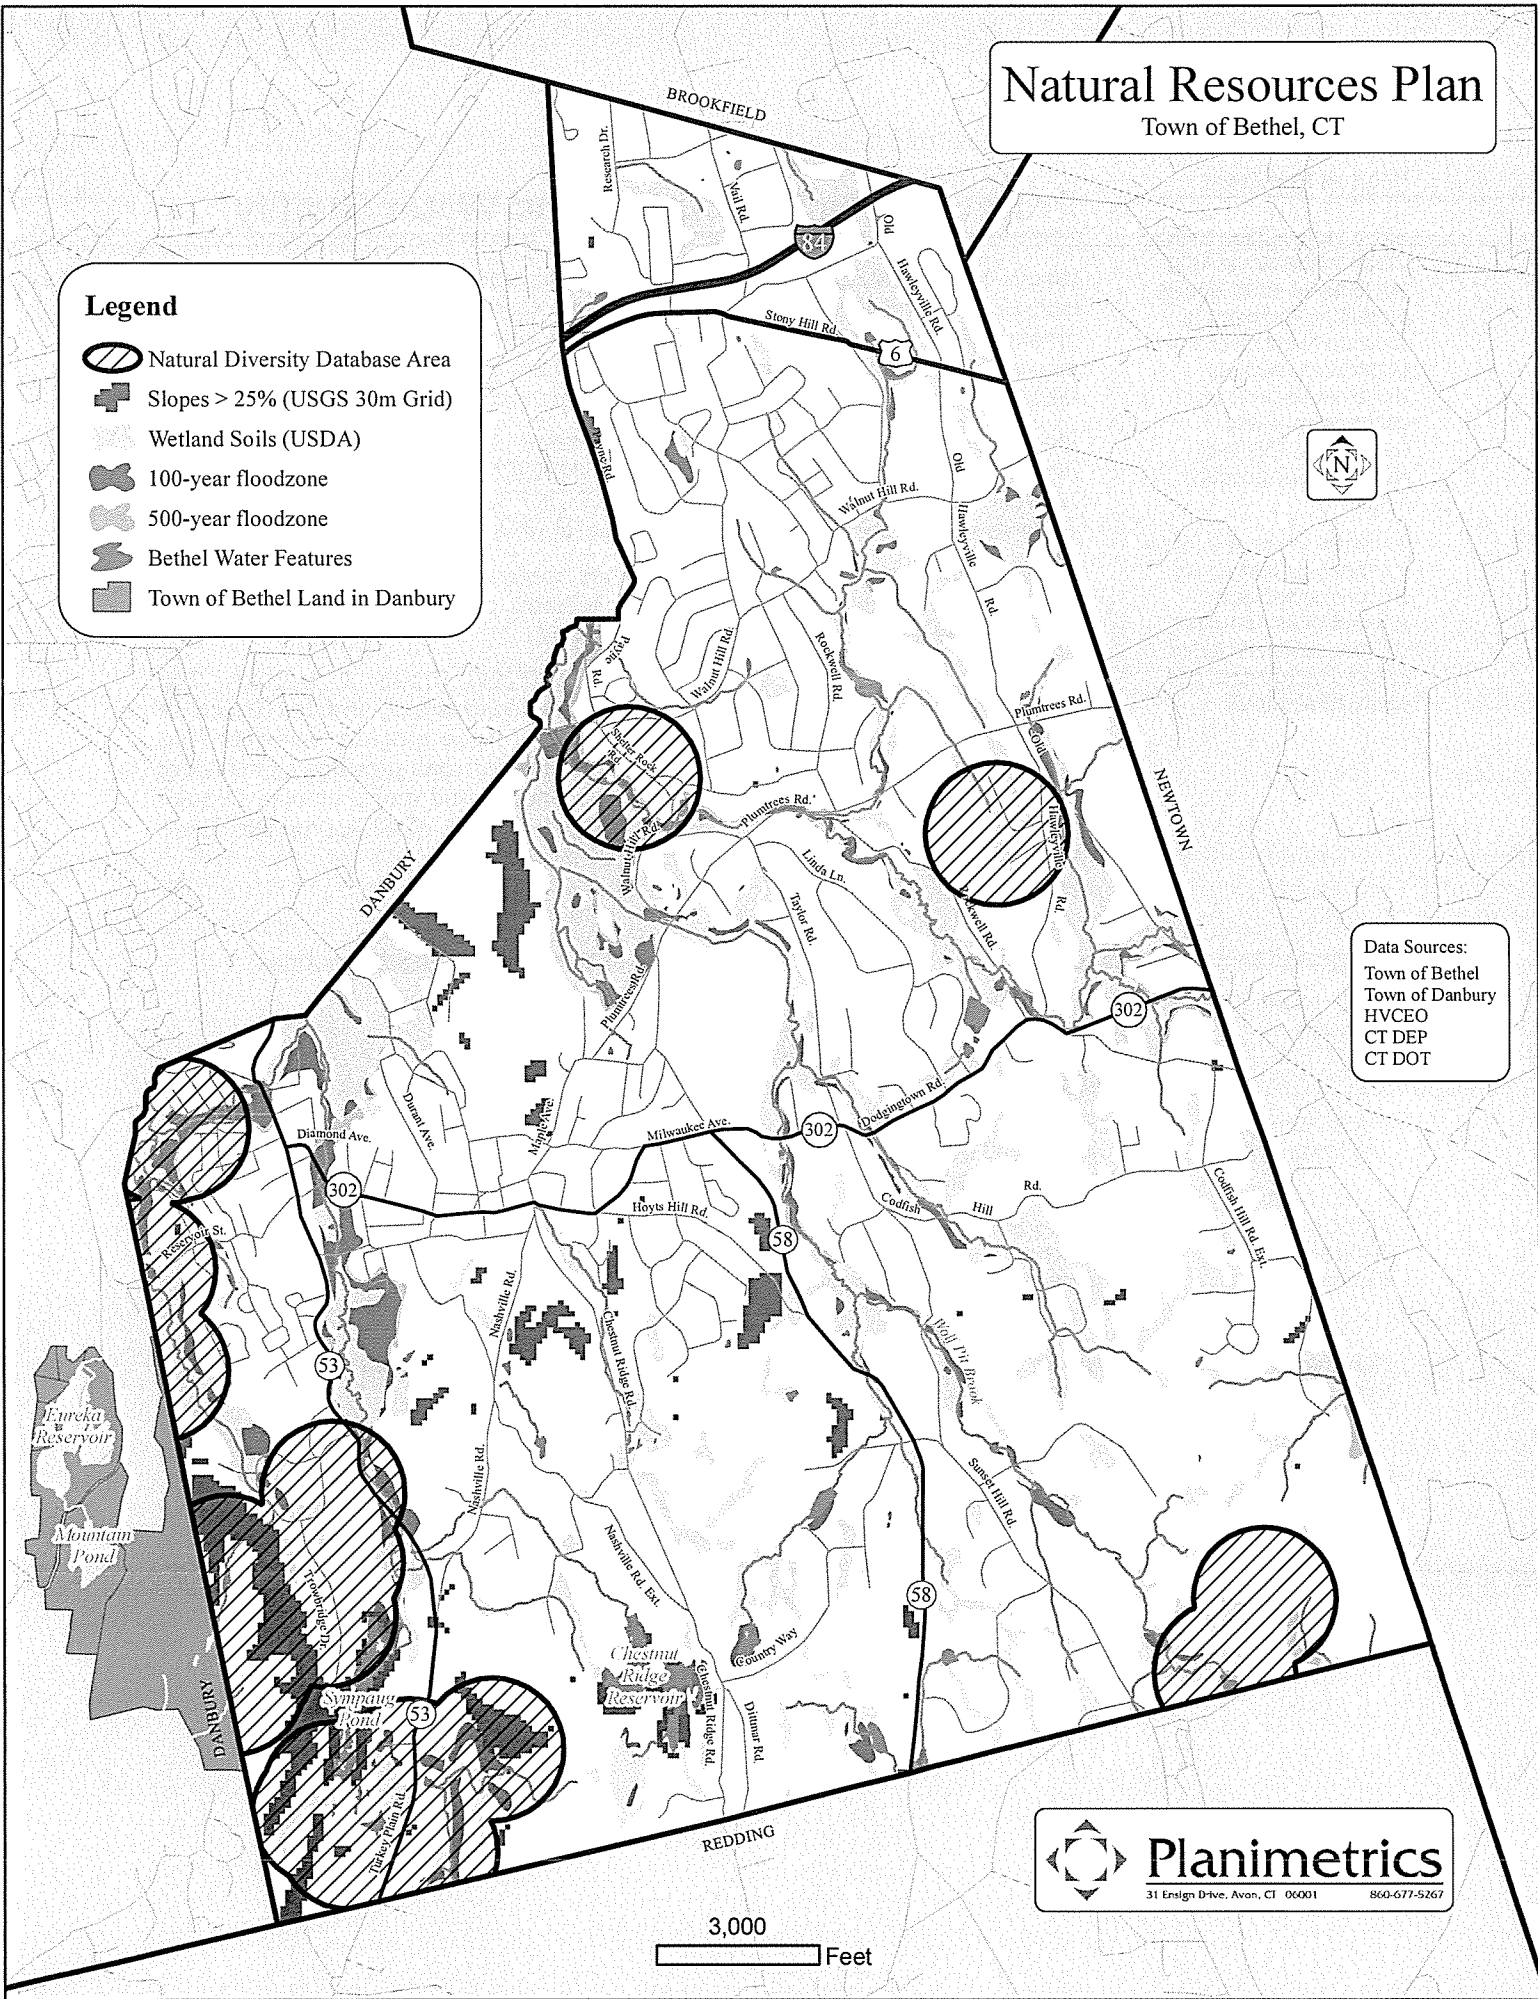 Natural Resources Plan
Town of Bethel, CT
BROOKFIELD
Research Dr.
Vail Rd.
84
Old
Hawleyville Rd.
Stony Hill Rd.
6
Legend
Natural Diversity Database Area
Slopes > 25% (USGS 30m Grid)
Wetland Soils (USDA)
100-year floodzone
500-year floodzone
Bethel Water Features
Town of Bethel Land in Danbury
N
Payne Rd.
Old
Hawleyville
Rd.
Walnut Hill Rd.
Payne
Rd.
Walnut Hill Rd.
Rockwell Rd.
Plumtrees Rd.
Old
Hawleyville
Rd.
Shelter Rock
Rd.
Walnut Hill Rd.
Plumtrees Rd.
Linda Ln.
Taylor Rd.
Rockwell Rd.
NEWTOWN
DANBURY
Plumtrees Rd.
302
Data Sources:
Town of Bethel
Town of Danbury
HVCEO
CT DEP
CT DOT
Durant Ave.
Maple Ave.
Diamond Ave.
Milwaukee Ave.
302
Dodgingtown Rd.
302
Hoyts Hill Rd.
Codfish
Hill
Rd.
Codfish Hill Rd. Ext.
58
Reservoir St.
Nashville Rd.
Chestnut Ridge Rd.
Wolf Pit Brook
53
Eureka
Reservoir
Mountain
Pond
Nashville Rd.
Nashville Rd. Ext.
Sunset Hill Rd.
Trowbridge Dr.
58
Country Way
Chestnut
Ridge
Reservoir
Chestnut Ridge Rd.
Dittmar Rd.
Sympaug
Pond
53
DANBURY
Turkey Plain Rd.
REDDING
Planimetrics
31 Ensign Drive, Avon, CT 06001 860-677-5267
3,000
Feet